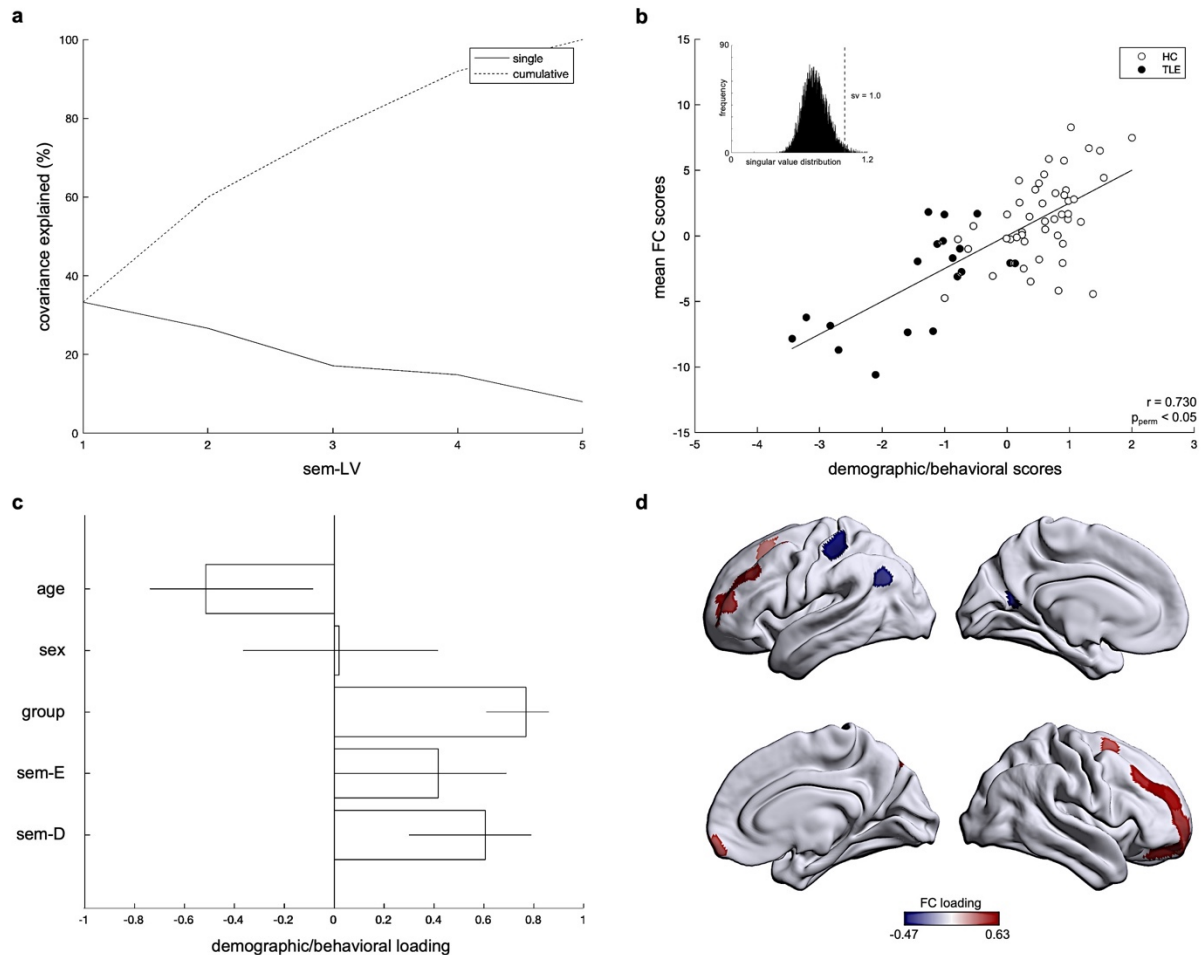 a
100
80
60
40
20
0
covariance explained (%)
single
cumulative
1 2 3 4 5
sem-LV
b
15
10
5
0
-5
-10
-15
mean FC scores
90
0
frequency
sv = 1.0
0 1.2
singular value distribution
HC
TLE
r = 0.730
pperm < 0.05
-5 -4 -3 -2 -1 0 1 2 3
demographic/behavioral scores
c
age
sex
group
sem-E
sem-D
-1 -0.8 -0.6 -0.4 -0.2 0 0.2 0.4 0.6 0.8 1
demographic/behavioral loading
d
FC loading
-0.47 0.63